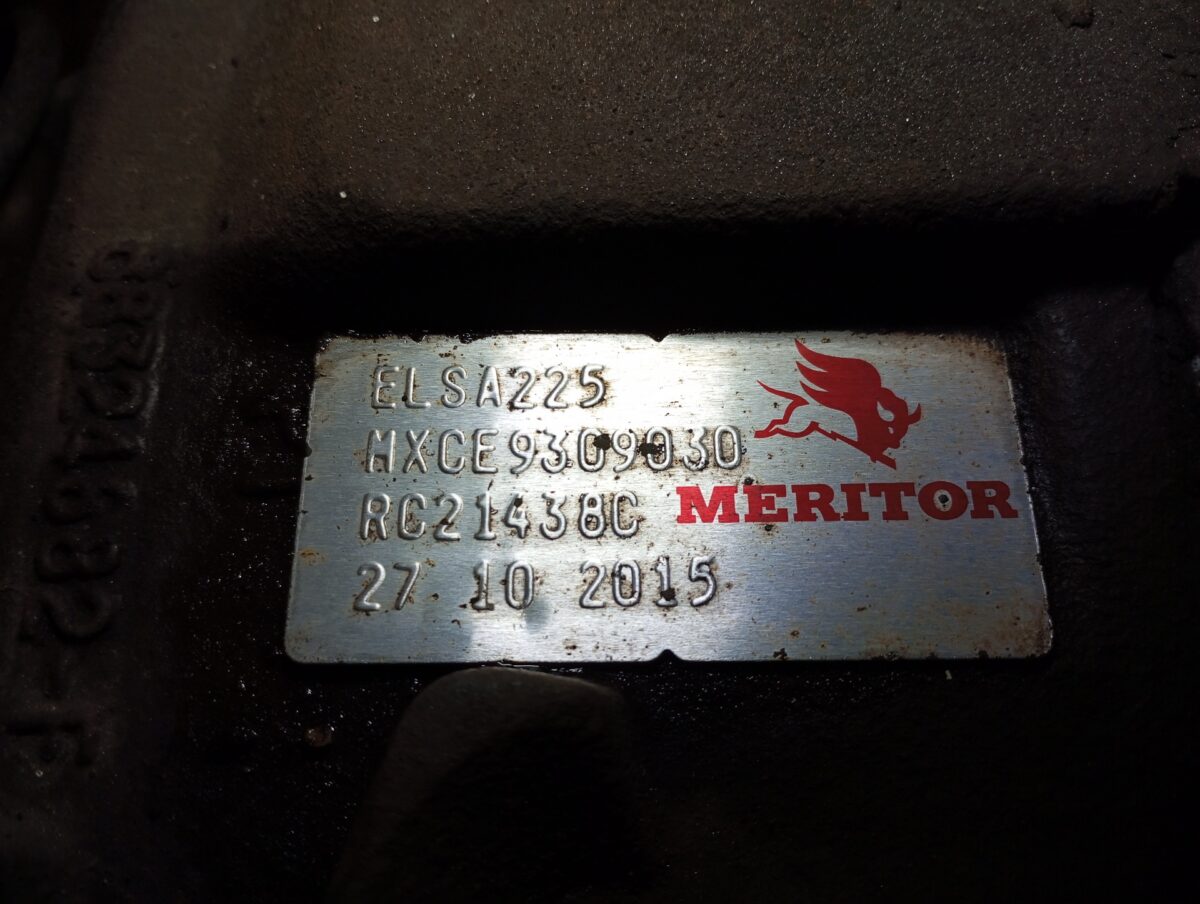 ELSA225
MXCE9309030
RC21438C
27 10 2015
MERITOR